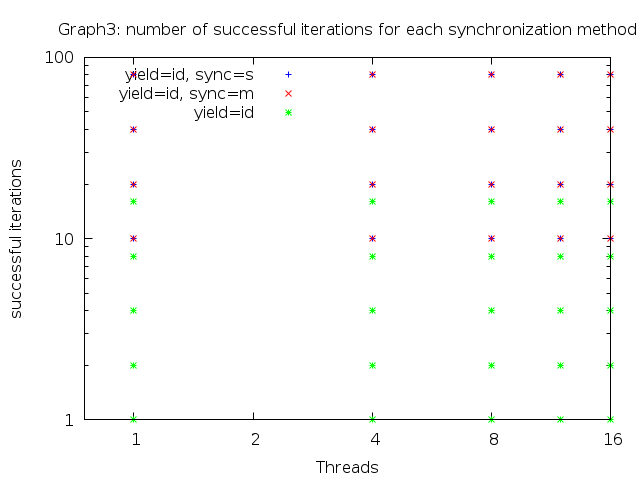 Graph3: number of successful iterations for each synchronization method
100
yield=id, sync=s
yield=id, sync=m
yield=id
successful iterations
10
1
1 2 4 8 16
Threads